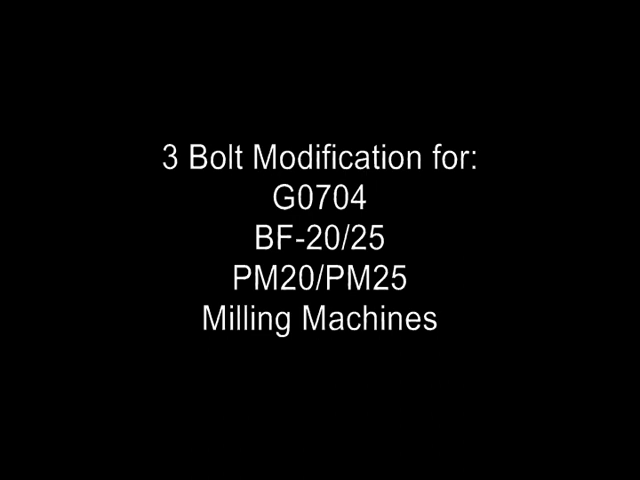 3 Bolt Modification for:
G0704
BF-20/25
PM20/PM25
Milling Machines